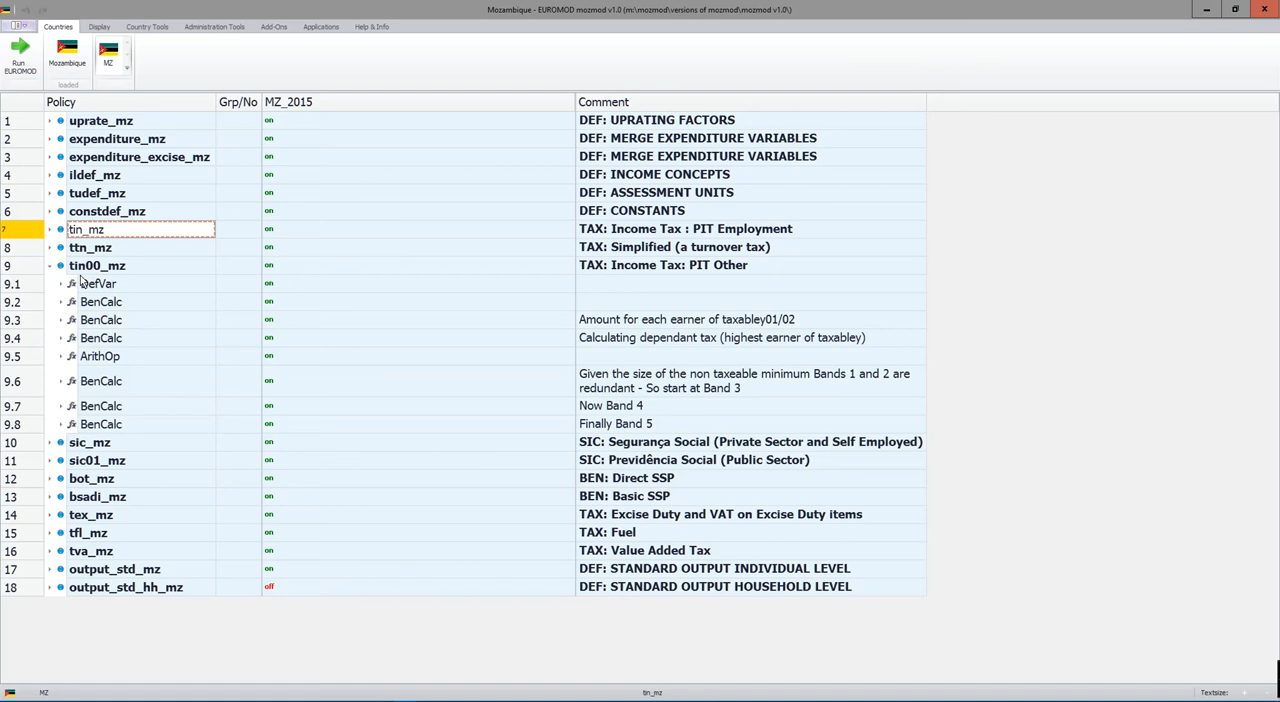 Mozambique - EUROMOD mozmod v1.0 (m:\mozmod\versions of mozmod\mozmod v1.0\)
Countries Display Country Tools Administration Tools Add-Ons Applications Help & Info
Run EUROMOD
Mozambique
MZ
loaded
Policy Grp/No MZ_2015 Comment
1 uprate_mz on DEF: UPRATING FACTORS
2 expenditure_mz on DEF: MERGE EXPENDITURE VARIABLES
3 expenditure_excise_mz on DEF: MERGE EXPENDITURE VARIABLES
4 ildef_mz on DEF: INCOME CONCEPTS
5 tudef_mz on DEF: ASSESSMENT UNITS
6 constdef_mz on DEF: CONSTANTS
7 tin_mz on TAX: Income Tax : PIT Employment
8 ttn_mz on TAX: Simplified (a turnover tax)
9 tin00_mz on TAX: Income Tax: PIT Other
9.1 fx DefVar on
9.2 fx BenCalc on
9.3 fx BenCalc on Amount for each earner of taxabley01/02
9.4 fx BenCalc on Calculating dependant tax (highest earner of taxabley)
9.5 fx ArithOp on
9.6 fx BenCalc on Given the size of the non taxeable minimum Bands 1 and 2 are
redundant - So start at Band 3
9.7 fx BenCalc on Now Band 4
9.8 fx BenCalc on Finally Band 5
10 sic_mz on SIC: Segurança Social (Private Sector and Self Employed)
11 sic01_mz on SIC: Previdência Social (Public Sector)
12 bot_mz on BEN: Direct SSP
13 bsadi_mz on BEN: Basic SSP
14 tex_mz on TAX: Excise Duty and VAT on Excise Duty items
15 tfl_mz on TAX: Fuel
16 tva_mz on TAX: Value Added Tax
17 output_std_mz on DEF: STANDARD OUTPUT INDIVIDUAL LEVEL
18 output_std_hh_mz off DEF: STANDARD OUTPUT HOUSEHOLD LEVEL
MZ tin_mz Textsize: + -